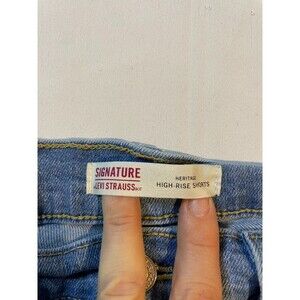 SIGNATURE
LEVI STRAUSS
HERITAGE
HIGH-RISE SHORTS